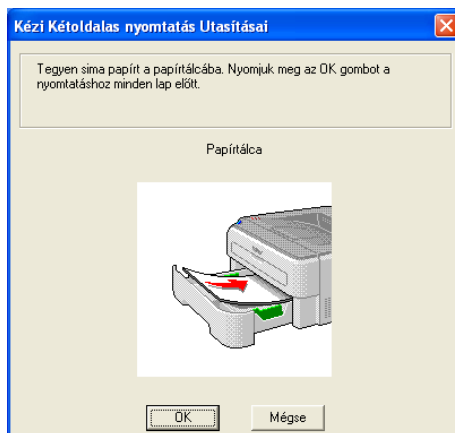 Kézi Kétoldalas nyomtatás Utasításai
Tegyen sima papírt a papírtálcába. Nyomjuk meg az OK gombot a
nyomtatáshoz minden lap előtt.
Papírtálca
OK
Mégse